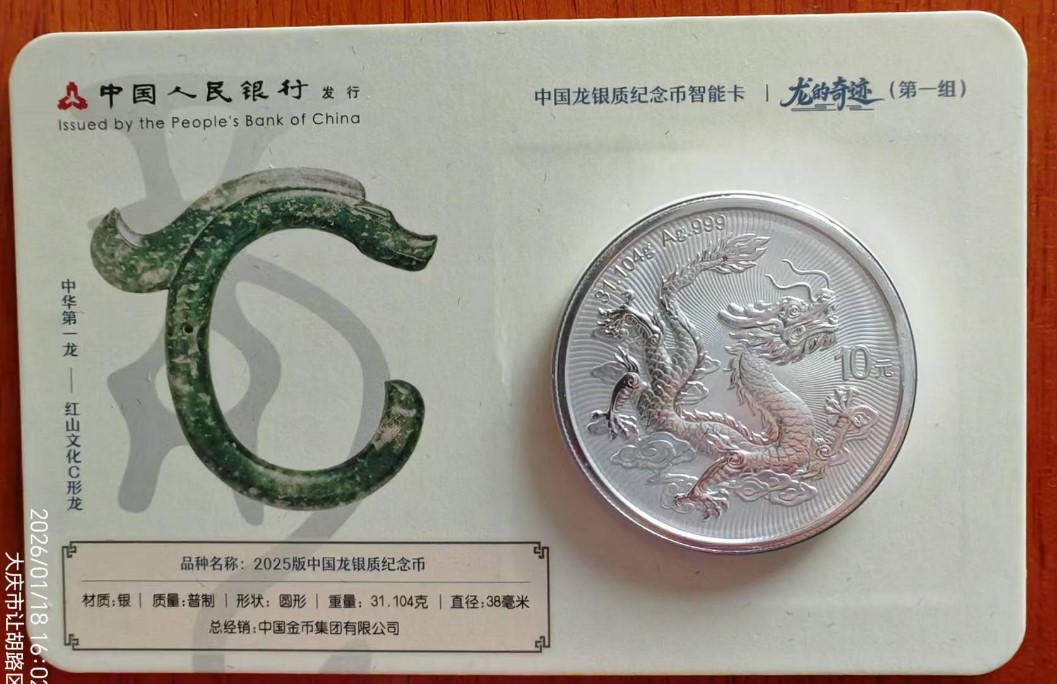 中国人民银行 发行
Issued by the People's Bank of China
中国龙银质纪念币智能卡 | 龙的奇迹 (第一组)
中华第一龙 —— 红山文化C形龙
31.104g Ag.999
10元
品种名称: 2025版中国龙银质纪念币
材质:银 | 质量:普制 | 形状: 圆形 | 重量: 31.104克 | 直径:38毫米
总经销:中国金币集团有限公司
2026/01/18 16:02
大庆市让胡路区